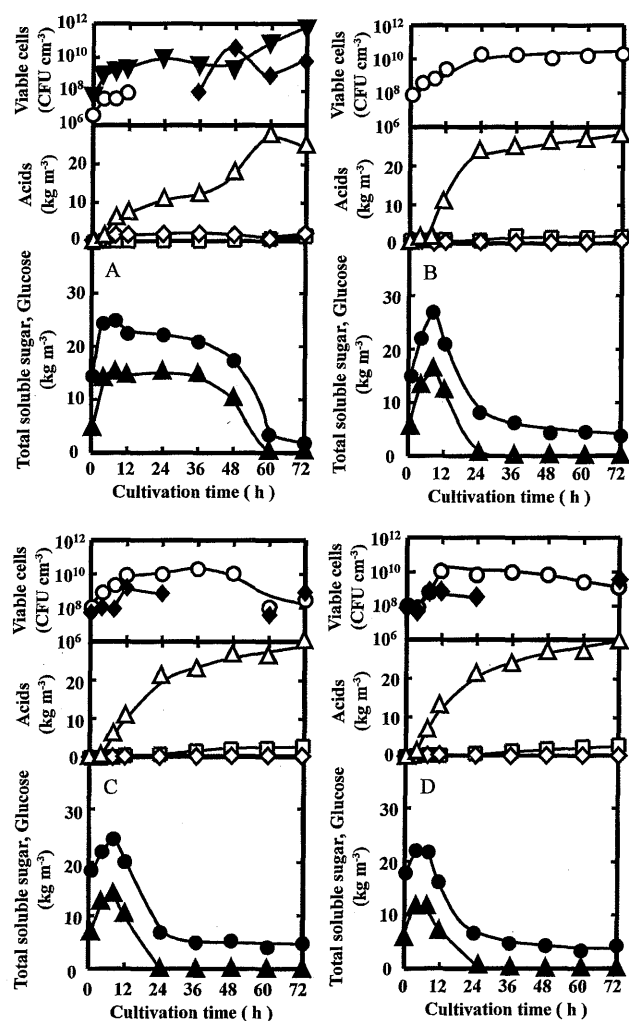 Viable cells
(CFU cm⁻³)
10¹²
10¹⁰
10⁸
10⁶
Acids
(kg m⁻³)
20
10
0
Total soluble sugar, Glucose
(kg m⁻³)
A
30
20
10
0
0 12 24 36 48 60 72
Cultivation time ( h )
Viable cells
(CFU cm⁻³)
10¹²
10¹⁰
10⁸
10⁶
Acids
(kg m⁻³)
20
10
0
Total soluble sugar, Glucose
(kg m⁻³)
B
30
20
10
0
0 12 24 36 48 60 72
Cultivation time ( h )
Viable cells
(CFU cm⁻³)
10¹²
10¹⁰
10⁸
10⁶
Acids
(kg m⁻³)
20
10
0
Total soluble sugar, Glucose
(kg m⁻³)
C
30
20
10
0
0 12 24 36 48 60 72
Cultivation time ( h )
Viable cells
(CFU cm⁻³)
10¹²
10¹⁰
10⁸
10⁶
Acids
(kg m⁻³)
20
10
0
Total soluble sugar, Glucose
(kg m⁻³)
D
30
20
10
0
0 12 24 36 48 60 72
Cultivation time ( h )